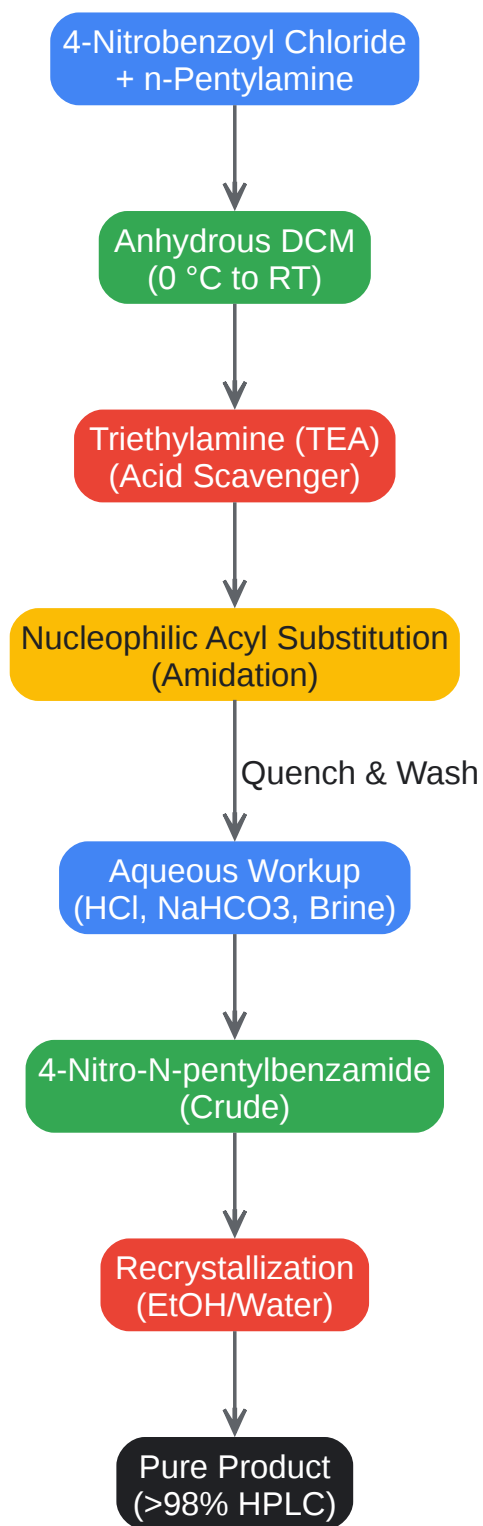 4-Nitrobenzoyl Chloride
+ n-Pentylamine
Anhydrous DCM
(0 °C to RT)
Triethylamine (TEA)
(Acid Scavenger)
Nucleophilic Acyl Substitution
(Amidation)
Quench & Wash
Aqueous Workup
(HCl, NaHCO3, Brine)
4-Nitro-N-pentylbenzamide
(Crude)
Recrystallization
(EtOH/Water)
Pure Product
(>98% HPLC)